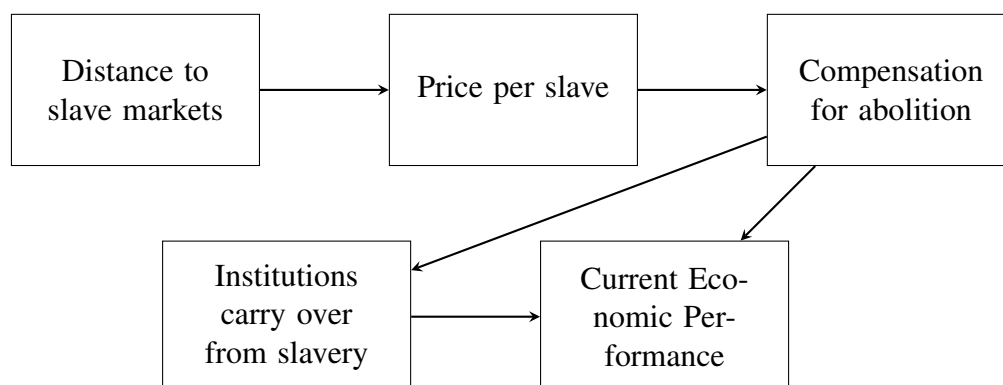 Distance to
slave markets
Price per slave
Compensation
for abolition
Institutions
carry over
from slavery
Current Eco-
nomic Per-
formance